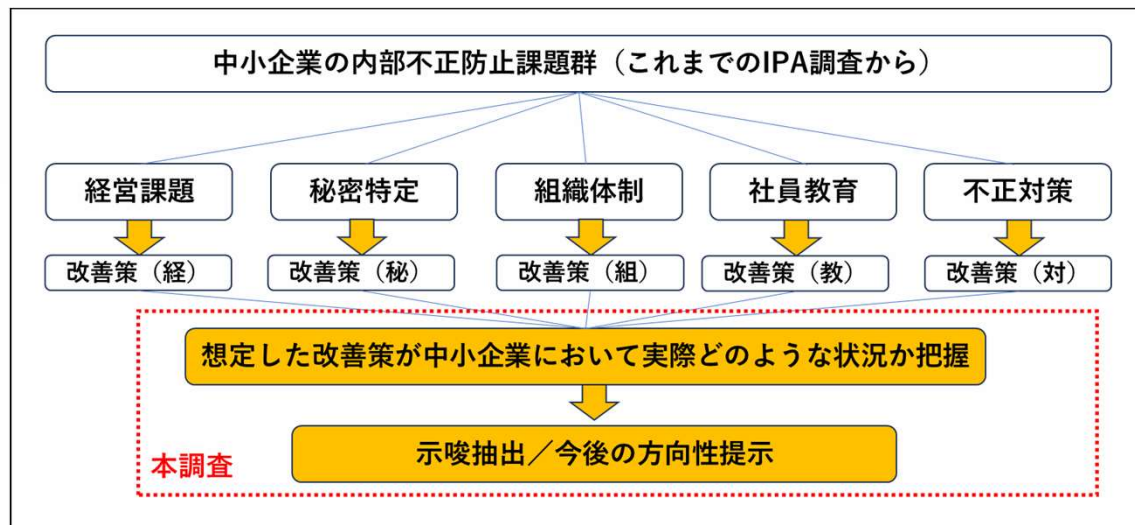 中小企業の内部不正防止課題群（これまでのIPA調査から）
経営課題
秘密特定
組織体制
社員教育
不正対策
改善策（経）
改善策（秘）
改善策（組）
改善策（教）
改善策（対）
想定した改善策が中小企業において実際どのような状況か把握
示唆抽出／今後の方向性提示
本調査